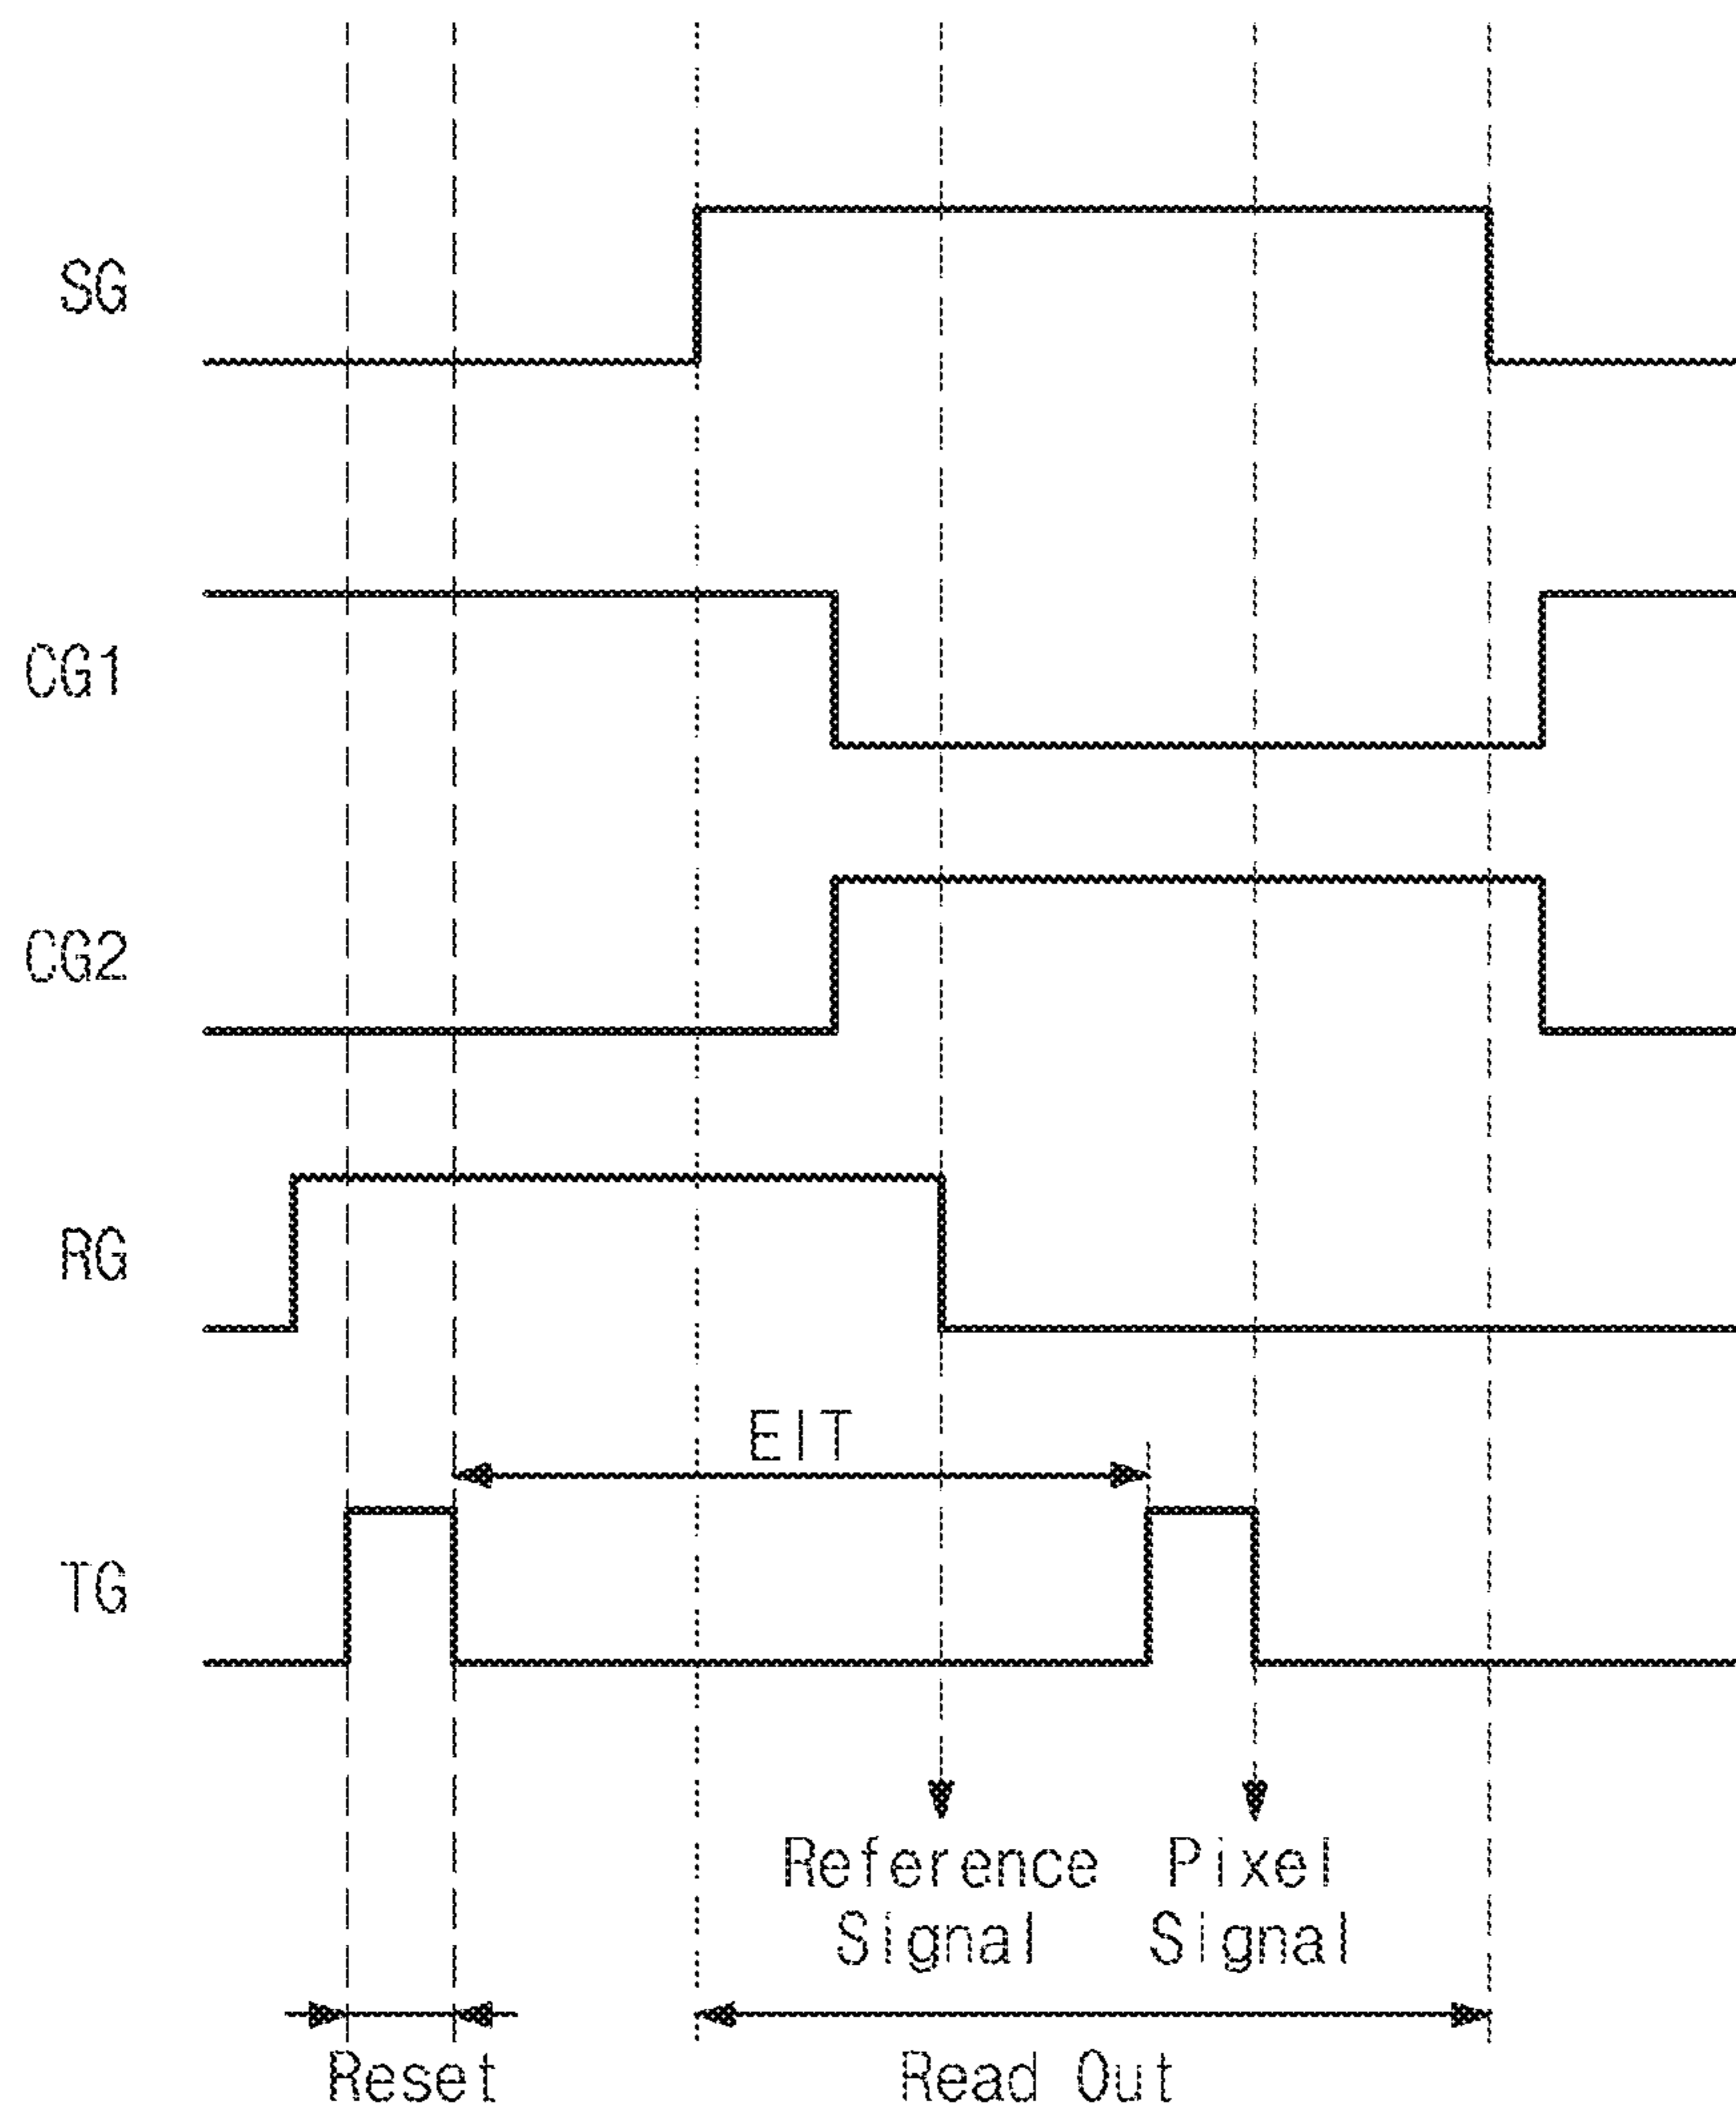 SG
CG1
CG2
RG
EIT
TG
Reference Signal
Pixel Signal
Reset
Read Out